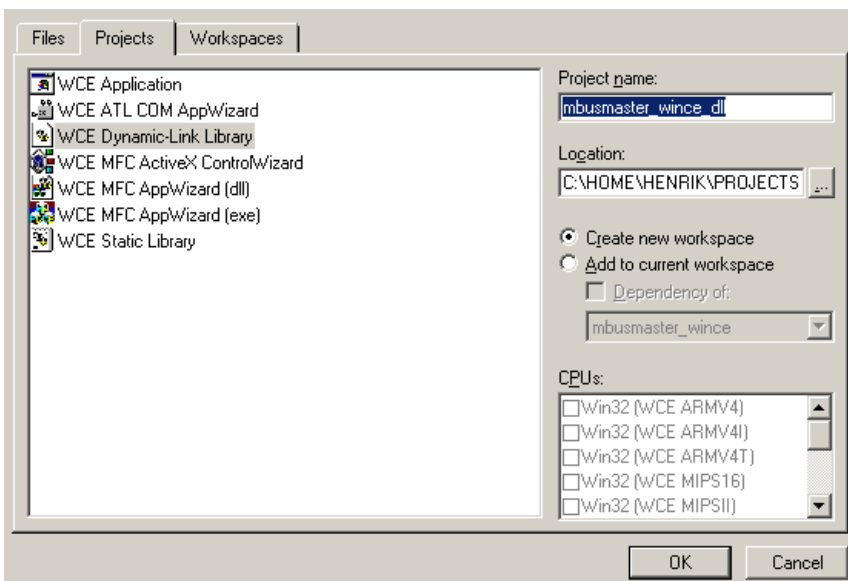 Files Projects Workspaces
WCE Application
WCE ATL COM AppWizard
WCE Dynamic-Link Library
WCE MFC ActiveX ControlWizard
WCE MFC AppWizard (dll)
WCE MFC AppWizard (exe)
WCE Static Library
Project name:
mbusmaster_wince_dll
Location:
C:\HOME\HENRIK\PROJECTS
...
Create new workspace
Add to current workspace
Dependency of:
mbusmaster_wince
CPUs:
Win32 (WCE ARMV4)
Win32 (WCE ARMV4I)
Win32 (WCE ARMV4T)
Win32 (WCE MIPS16)
Win32 (WCE MIPSII)
OK Cancel